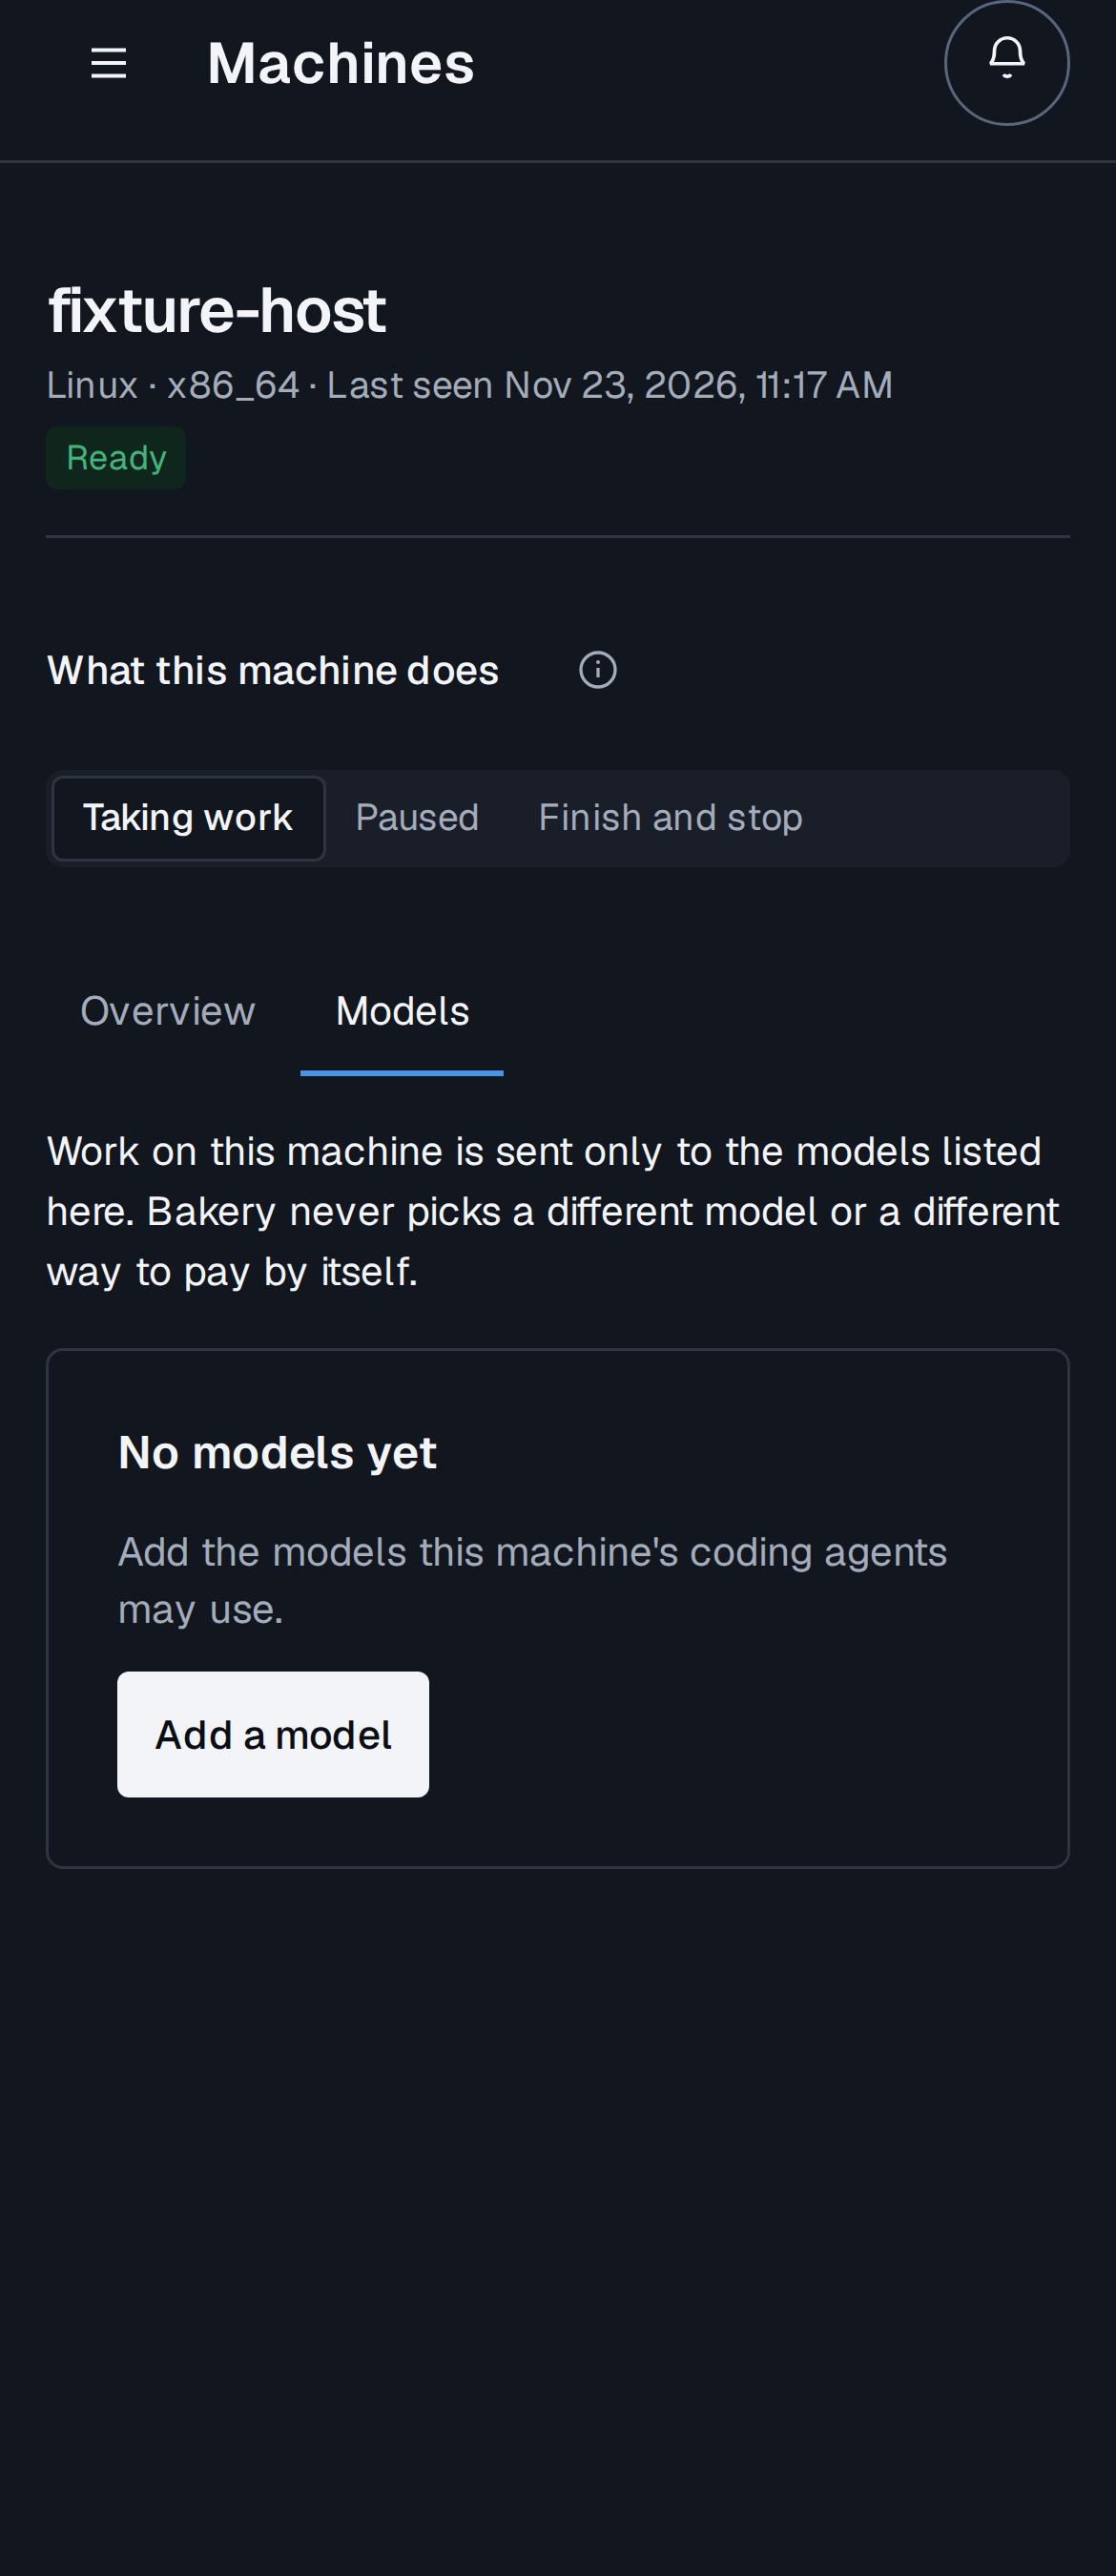 Machines
fixture-host
Linux · x86_64 · Last seen Nov 23, 2026, 11:17 AM
Ready
What this machine does
Taking work Paused Finish and stop
Overview Models
Work on this machine is sent only to the models listed
here. Bakery never picks a different model or a different
way to pay by itself.
No models yet
Add the models this machine's coding agents
may use.
Add a model